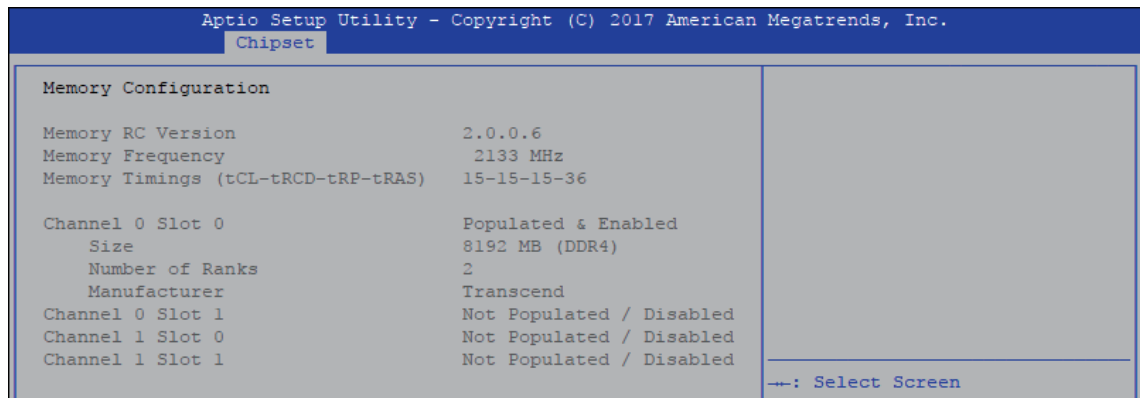 Aptio Setup Utility - Copyright (C) 2017 American Megatrends, Inc.
Chipset
Memory Configuration
Memory RC Version 2.0.0.6
Memory Frequency 2133 MHz
Memory Timings (tCL-tRCD-tRP-tRAS) 15-15-15-36
Channel 0 Slot 0 Populated & Enabled
Size 8192 MB (DDR4)
Number of Ranks 2
Manufacturer Transcend
Channel 0 Slot 1 Not Populated / Disabled
Channel 1 Slot 0 Not Populated / Disabled
Channel 1 Slot 1 Not Populated / Disabled
→←: Select Screen